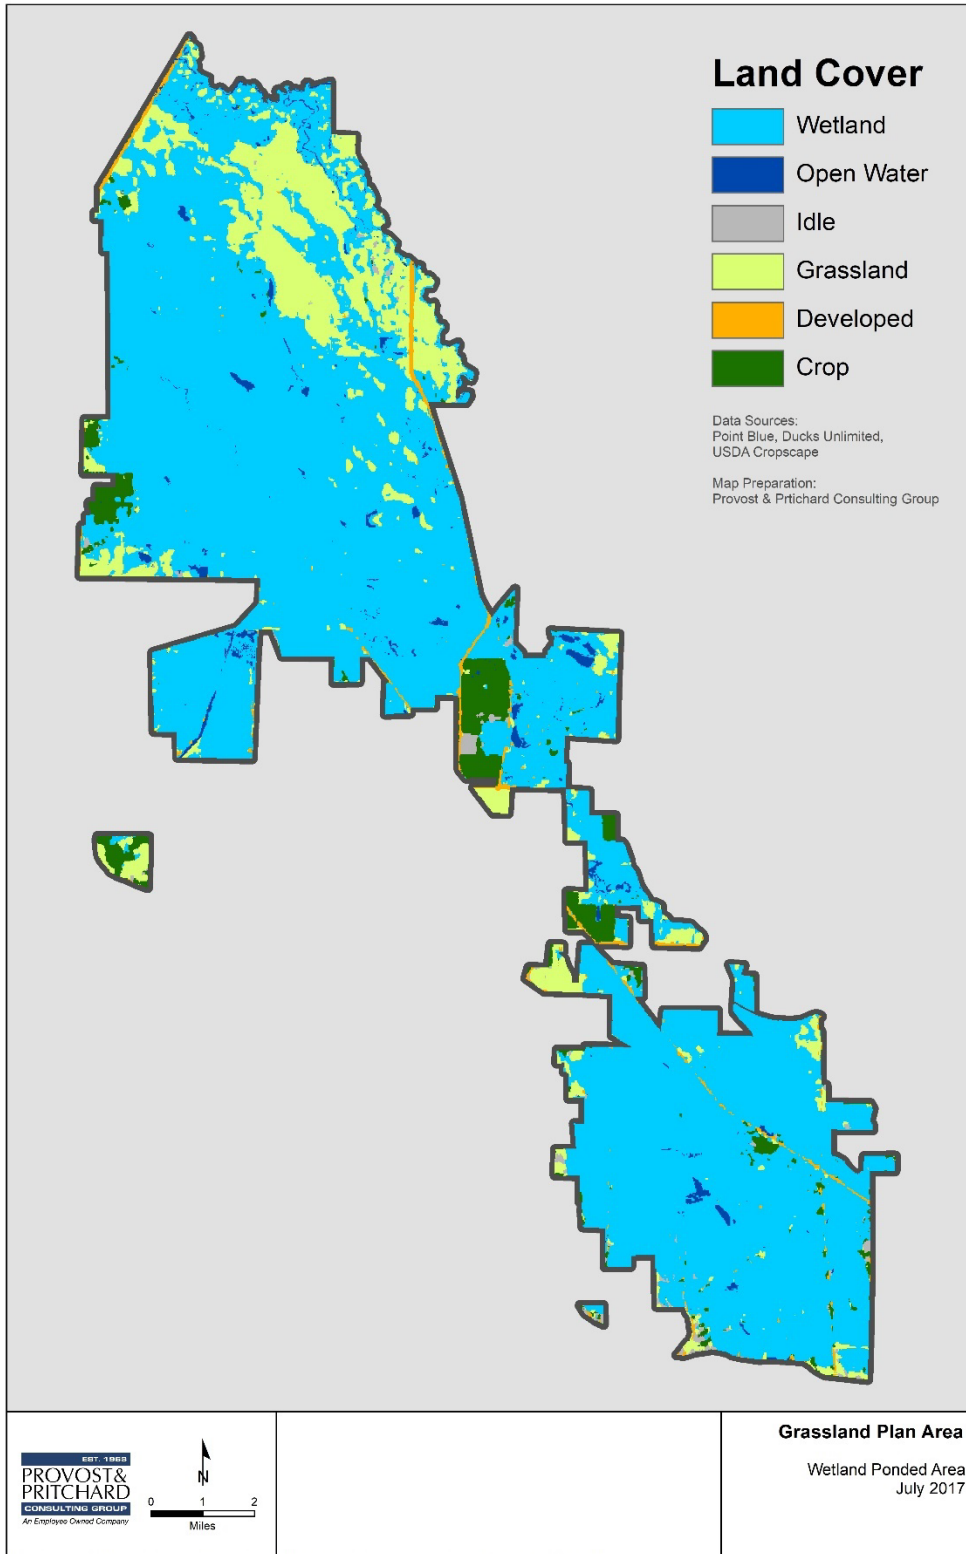 Land Cover
Wetland
Open Water
Idle
Grassland
Developed
Crop
Data Sources:
Point Blue, Ducks Unlimited,
USDA Cropscape
Map Preparation:
Provost & Prtichard Consulting Group
EST. 1968
PROVOST&
PRITCHARD
CONSULTING GROUP
An Employee Owned Company
N
0 1 2
Miles
Grassland Plan Area
Wetland Ponded Area
July 2017